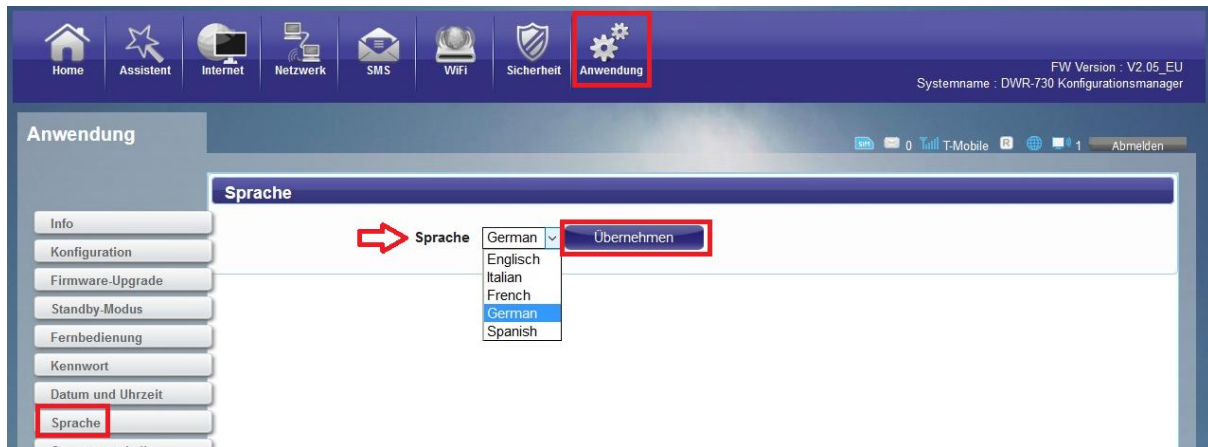 Home Assistent Internet Netzwerk SMS WiFi Sicherheit Anwendung
FW Version : V2.05_EU
Systemname : DWR-730 Konfigurationsmanager
Anwendung
SIM 0 T-Mobile R 1 Abmelden
Sprache
Info
Konfiguration
Firmware-Upgrade
Standby-Modus
Fernbedienung
Kennwort
Datum und Uhrzeit
Sprache
Sprache German Übernehmen
Englisch
Italian
French
German
Spanish